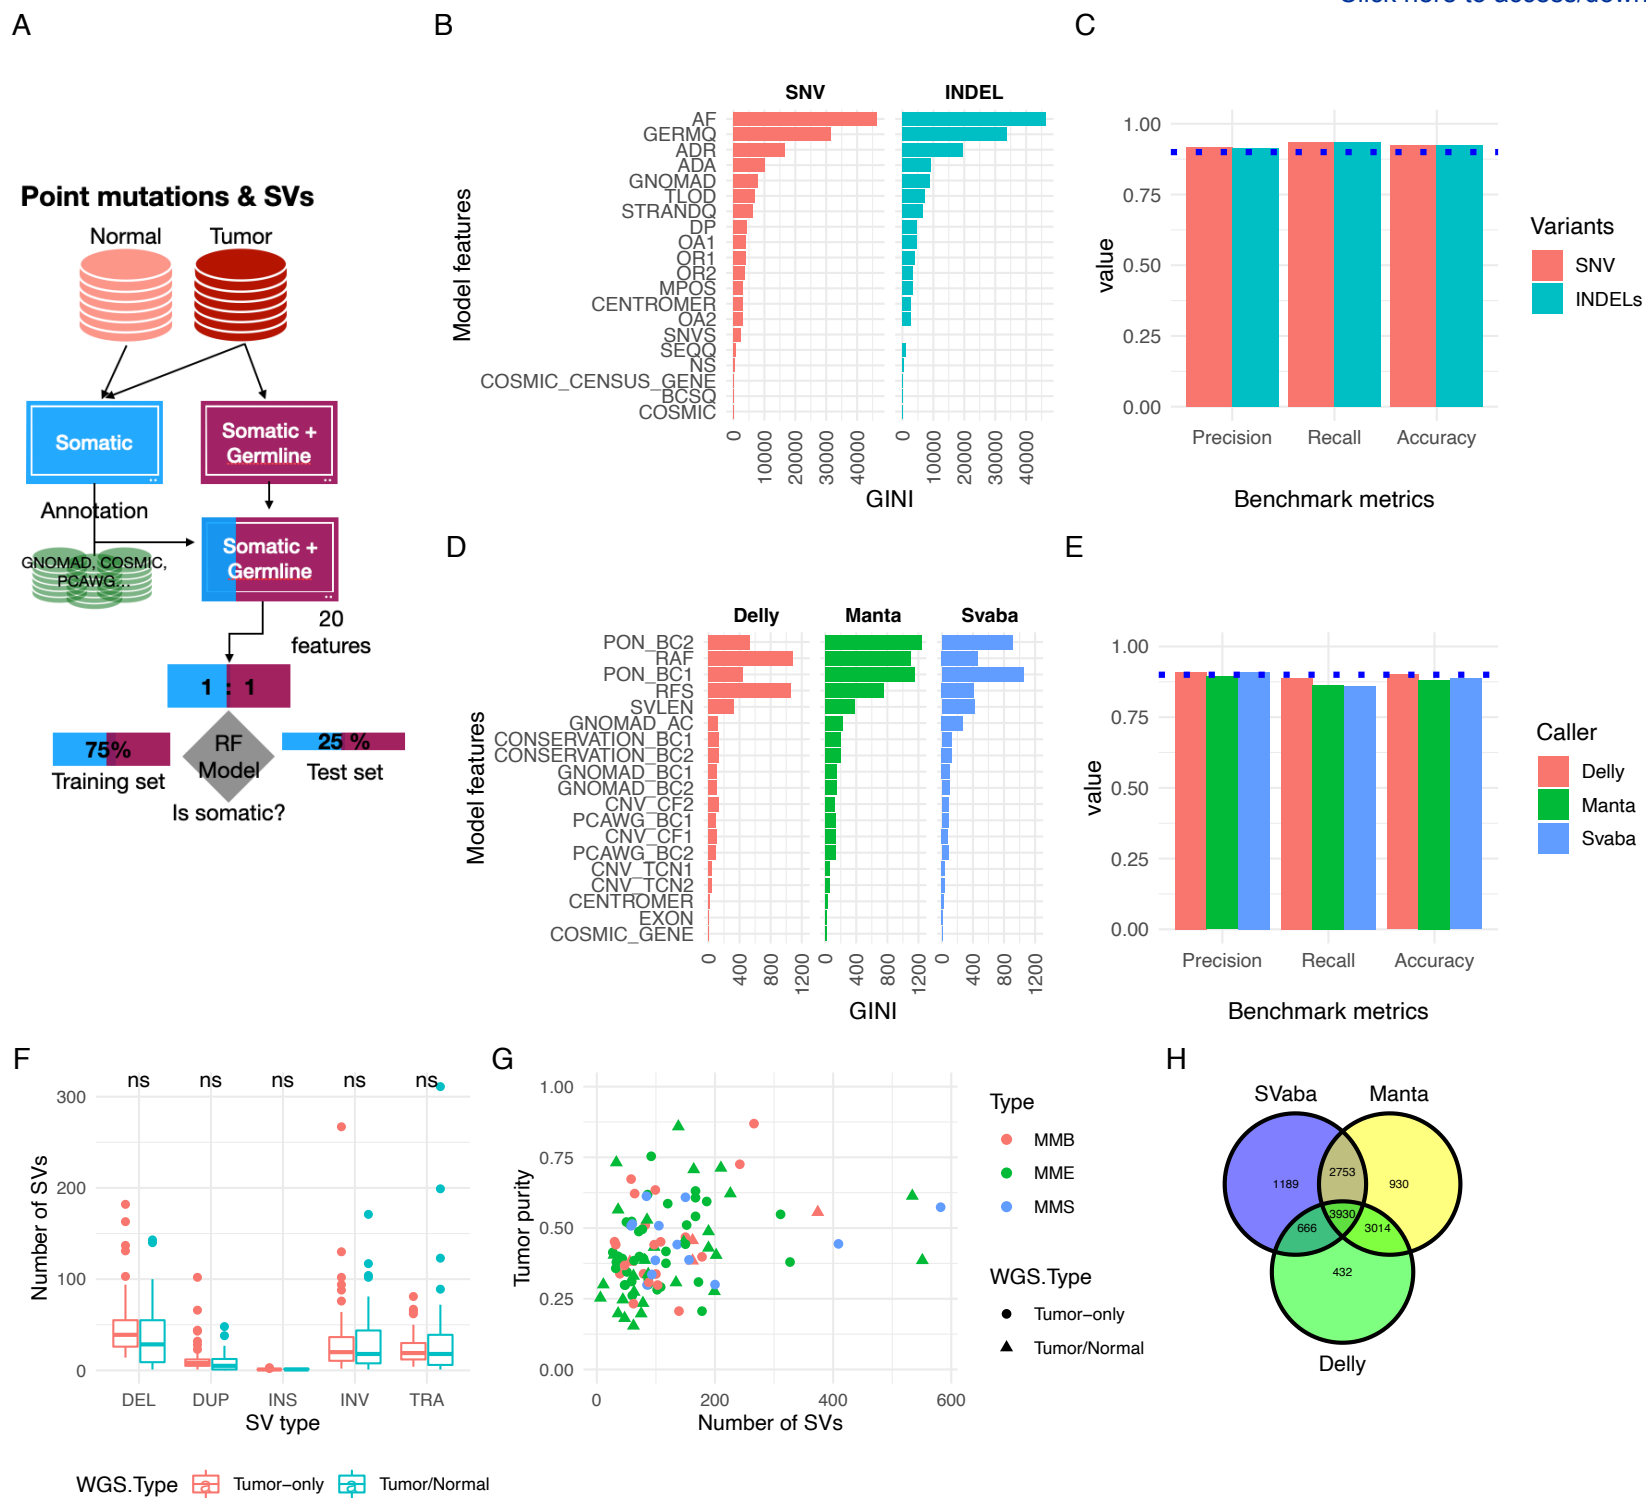 A
Point mutations & SVs
Normal
Tumor
Somatic
Somatic +
Germline
Annotation
GNOMAD, COSMIC,
PCAWG...
Somatic +
Germline
20
features
1 : 1
75%
Training set
RF
Model
25 %
Test set
Is somatic?
B
SNV
INDEL
Model features
AF
GERMQ
ADR
ADA
GNOMAD
TLOD
STRANDQ
DP
OA1
OR1
OR2
MPOS
CENTROMER
OA2
SNVS
SEQQ
NS
COSMIC_CENSUS_GENE
BCSQ
COSMIC
0 10000 20000 30000 40000
0 10000 20000 30000 40000
GINI
C
value
1.00
0.75
0.50
0.25
0.00
Precision Recall Accuracy
Benchmark metrics
Variants
SNV
INDELs
D
Delly
Manta
Svaba
Model features
PON_BC2
RAF
PON_BC1
RFS
SVLEN
GNOMAD_AC
CONSERVATION_BC1
CONSERVATION_BC2
GNOMAD_BC1
GNOMAD_BC2
CNV_CF2
PCAWG_BC1
CNV_CF1
PCAWG_BC2
CNV_TCN1
CNV_TCN2
CENTROMER
EXON
COSMIC_GENE
0 400 800 1200
0 400 800 1200
0 400 800 1200
GINI
E
value
1.00
0.75
0.50
0.25
0.00
Precision Recall Accuracy
Benchmark metrics
Caller
Delly
Manta
Svaba
F
ns ns ns ns ns
Number of SVs
300
200
100
0
DEL DUP INS INV TRA
SV type
WGS.Type
a Tumor-only
a Tumor/Normal
G
Tumor purity
1.00
0.75
0.50
0.25
0.00
0 200 400 600
Number of SVs
Type
MMB
MME
MMS
WGS.Type
Tumor-only
Tumor/Normal
H
SVaba
Manta
1189
2753
930
3930
666
3014
432
Delly